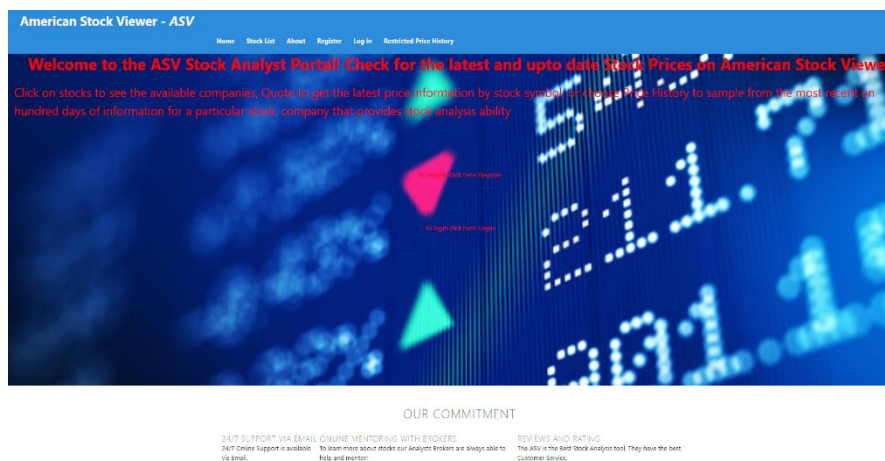 American Stock Viewer - ASV
Home Stock List About Register Log in Restricted Price History
Welcome to the ASV Stock Analyst Portal! Check for the latest and upto date Stock Prices on American Stock Viewe
Click on stocks to see the available companies, Quote to get the latest price information by stock symbol, or choose Price History to sample from the most recent on
hundred days of information for a particular stock. company that provides stock analysis ability
To register click here: Register
To login click here: Login
OUR COMMITMENT
24/7 SUPPORT VIA EMAIL ONLINE MENTORING WITH BROKERS REVIEWS AND RATING
24/7 Online Support is available To learn more about stocks our Analysts Brokers are always able to The ASV is the Best Stock Analysis tool. They have the best
via Email. help and mentor! Customer Service.